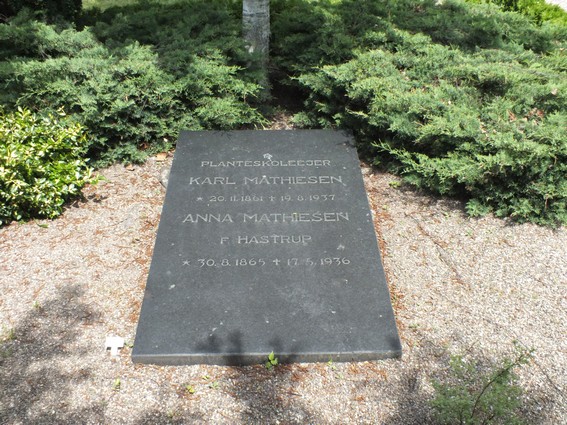 PLANTESKOLEEJER
KARL MATHIESEN
* 20.11.1861 + 19.8.1937
ANNA MATHIESEN
F. HASTRUP
* 30.8.1865 + 17.5.1936